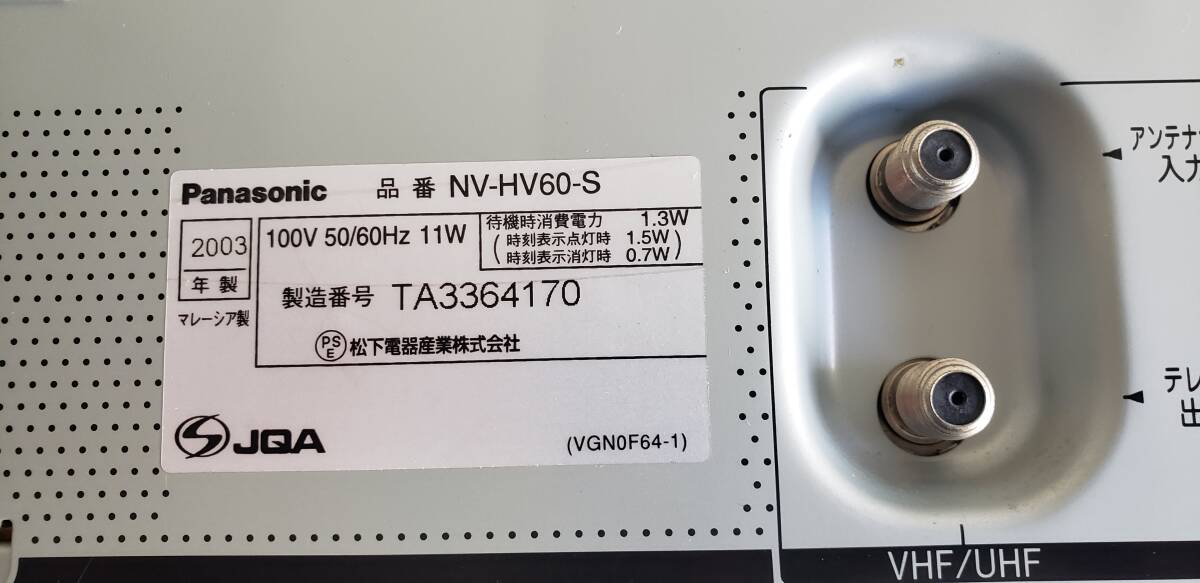 Panasonic 品番 NV-HV60-S
2003
年製
マレーシア製
100V 50/60Hz 11W
待機時消費電力 1.3W
(時刻表示点灯時 1.5W
時刻表示消灯時 0.7W)
製造番号 TA3364170
PSE 松下電器産業株式会社
JQA
(VGN0F64-1)
アンテナ
入力
テレ
出
VHF/UHF